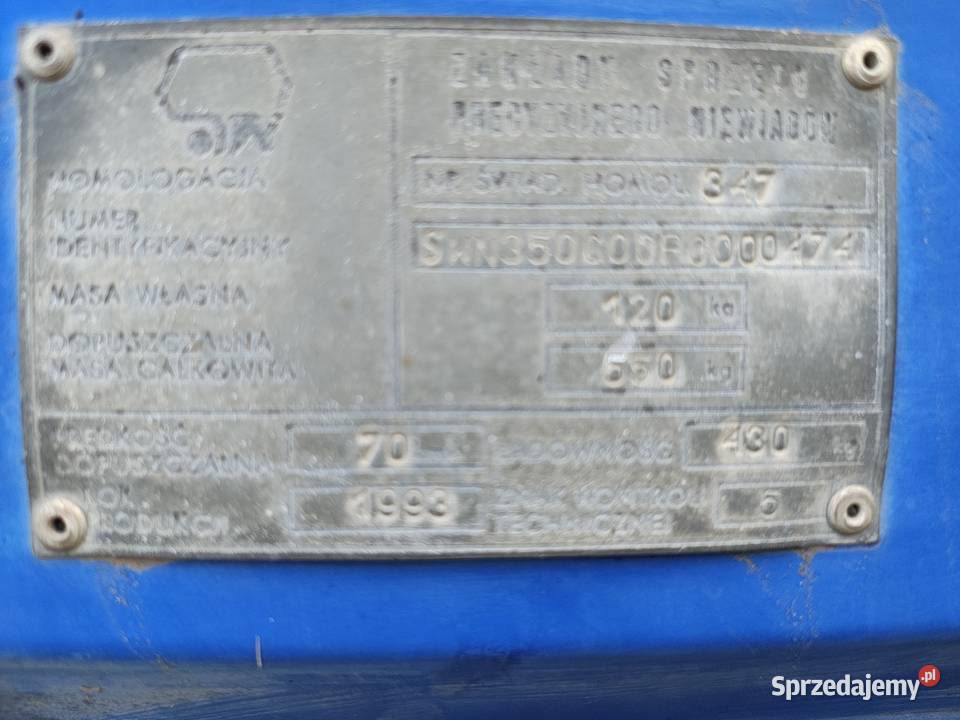 ZAKŁADY SPRZĘTU
PRECYZYJNEGO NIEWIADÓW
HOMOLOGACJA
NR ŚWIAD. HOMOL. 347
NUMER
IDENTYFIKACYJNY
MASA WŁASNA
120 kg
DOPUSZCZALNA
MASA CAŁKOWITA
550 kg
PRĘDKOŚĆ
DOPUSZCZALNA
70
ŁADOWNOŚĆ
430 kg
ROK
PRODUKCJI
1993
ZNAK KONTROLI
TECHNICZNEJ
5
Sprzedajemy.pl